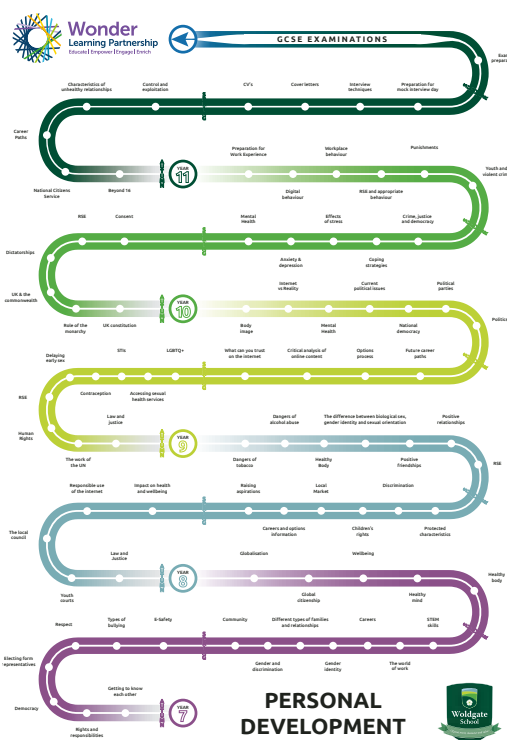 Wonder
Learning Partnership
Educate | Empower | Engage | Enrich
GCSE EXAMINATIONS
Exam
prepara
Characteristics of
unhealthy relationships
Control and
exploitation
CV's
Cover letters
Interview
techniques
Preparation for
mock interview day
Career
Paths
National Citizens
Service
Beyond 16
YEAR
11
Preparation for
Work Experience
Workplace
behaviour
Punishments
Digital
behaviour
RSE and appropriate
behaviour
Youth and
violent crim
RSE
Consent
Mental
Health
Effects
of stress
Crime, justice
and democracy
Dictatorships
Anxiety &
depression
Coping
strategies
UK & the
commonwealth
Role of the
monarchy
UK constitution
YEAR
10
Internet
vs Reality
Current
political issues
Political
parties
Body
image
Mental
Health
National
democracy
Politics
Delaying
early sex
STIs
LGBTQ+
What can you trust
on the internet
Critical analysis of
online content
Options
process
Future career
paths
RSE
Contraception
Accessing sexual
health services
Human
Rights
Law and
justice
The work of
the UN
YEAR
9
Dangers of
alcohol abuse
The difference between biological sex,
gender identity and sexual orientation
Positive
relationships
Dangers of
tobacco
Healthy
Body
Positive
Friendships
RSE
Responsible use
of the internet
Impact on health
and wellbeing
Raising
aspirations
Local
Market
Discrimination
The local
council
Careers and options
information
Children's
rights
Protected
characteristics
Law and
Justice
Youth
courts
YEAR
8
Globalisation
Wellbeing
Global
citizenship
Healthy
mind
Healthy
body
Respect
Types of
bullying
E-Safety
Community
Different types of families
and relationships
Careers
STEM
skills
Electing form
representatives
Gender and
discrimination
Gender
identity
The world
of work
Democracy
Getting to know
each other
Rights and
responsibilities
YEAR
7
PERSONAL
DEVELOPMENT
Woldgate
School